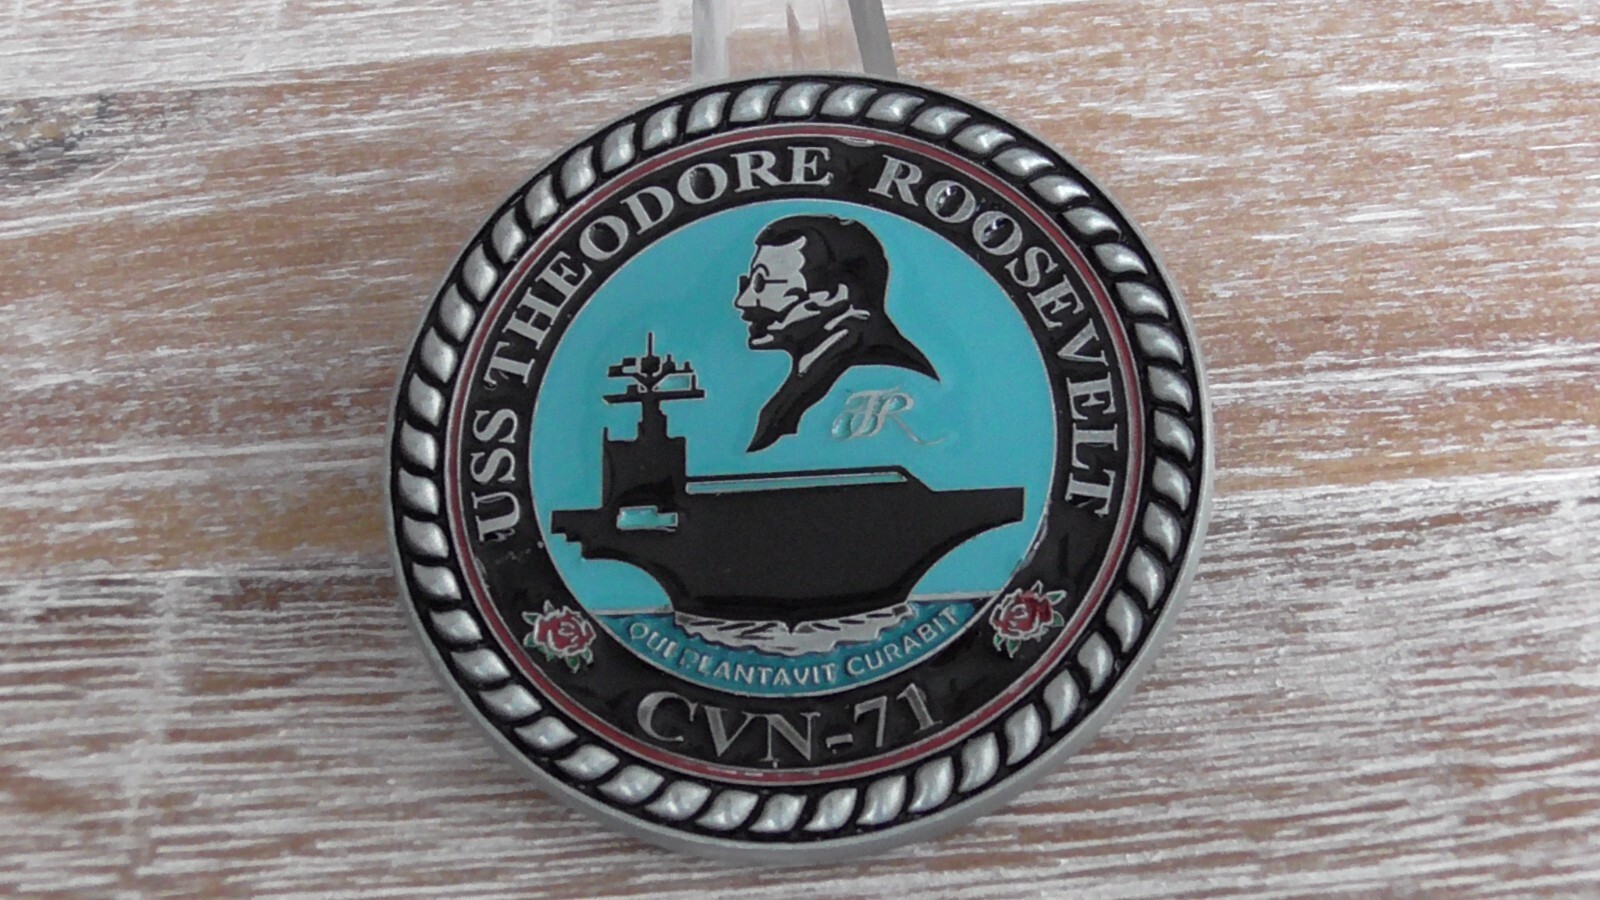 USS THEODORE ROOSEVELT
TR
QUI PLANTAVIT CURABIT
CVN-71